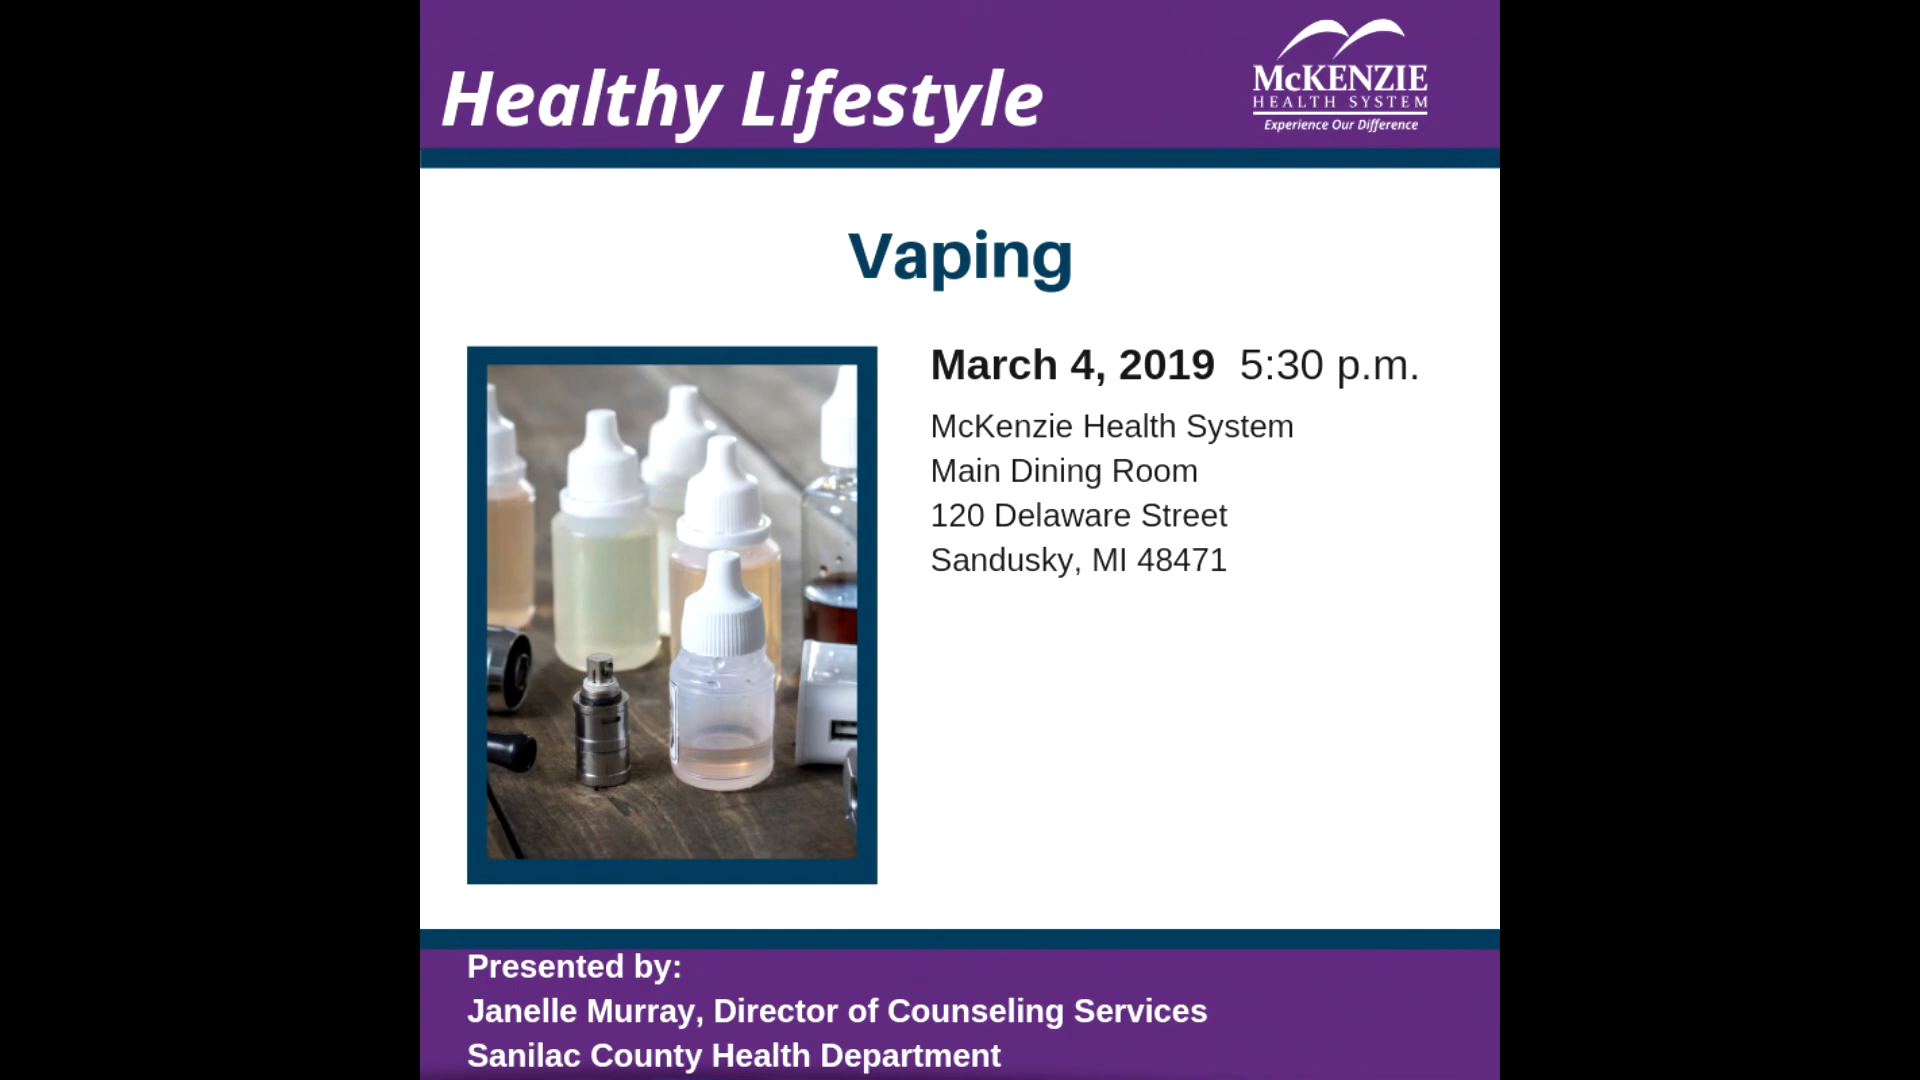 Healthy Lifestyle
McKENZIE
HEALTH SYSTEM
Experience Our Difference
Vaping
March 4, 2019 5:30 p.m.
McKenzie Health System
Main Dining Room
120 Delaware Street
Sandusky, MI 48471
Presented by:
Janelle Murray, Director of Counseling Services
Sanilac County Health Department